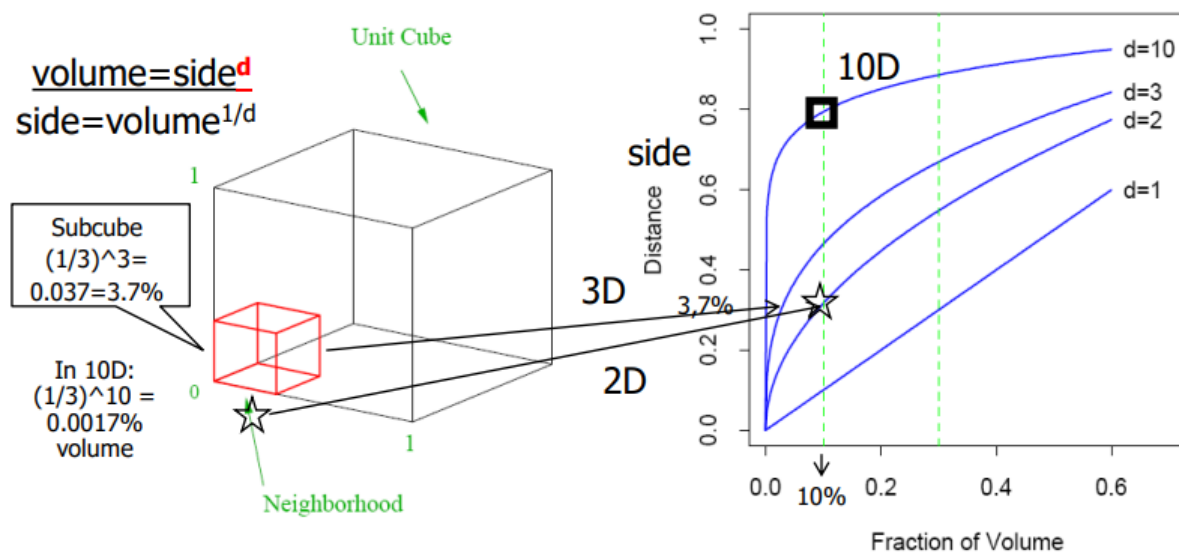 volume=side^d
side=volume^1/d
Unit Cube
1
Subcube
(1/3)^3=
0.037=3.7%
In 10D:
(1/3)^10 =
0.0017%
volume
0
1
Neighborhood
3D
2D
3,7%
side
Distance
1.0
0.8
0.6
0.4
0.2
0.0
10D
d=10
d=3
d=2
d=1
0.0
0.2
0.4
0.6
10%
Fraction of Volume